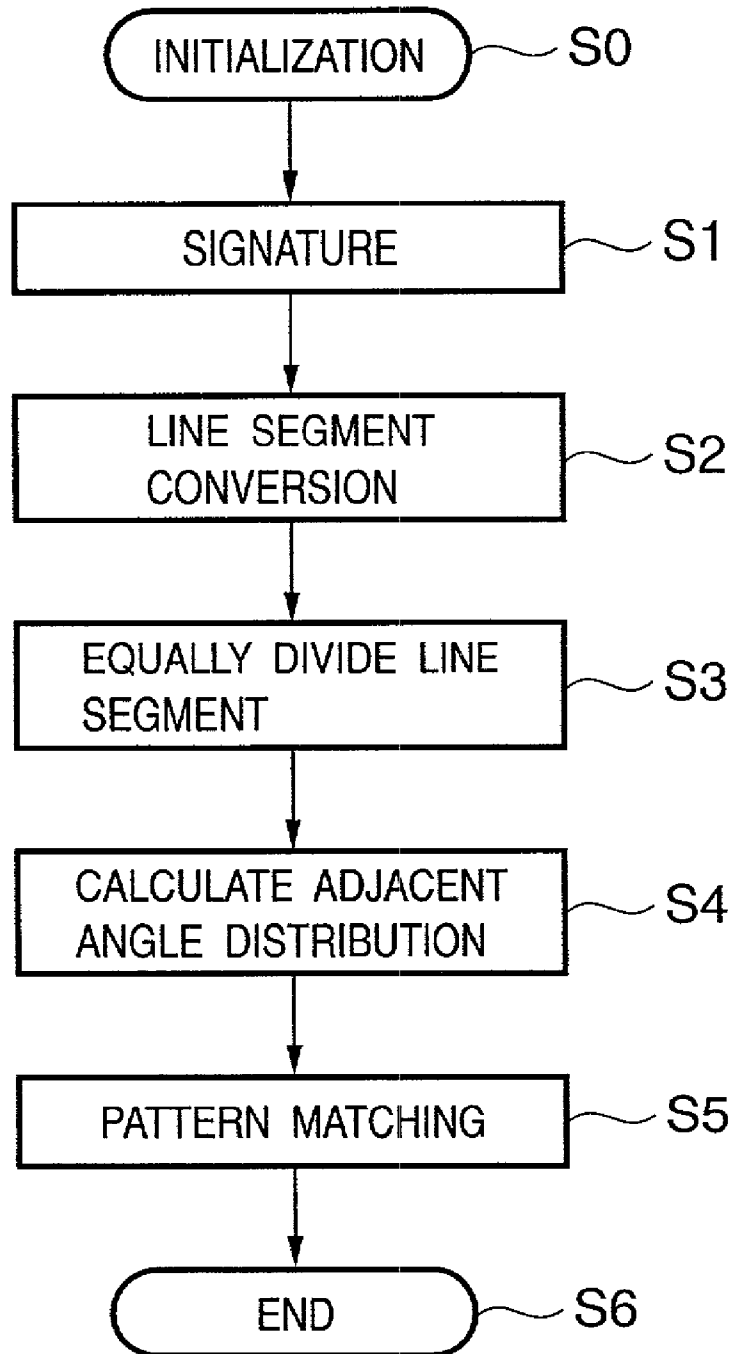 INITIALIZATION S0
SIGNATURE S1
LINE SEGMENT
CONVERSION
S2
EQUALLY DIVIDE LINE
SEGMENT
S3
CALCULATE ADJACENT
ANGLE DISTRIBUTION
S4
PATTERN MATCHING S5
END S6